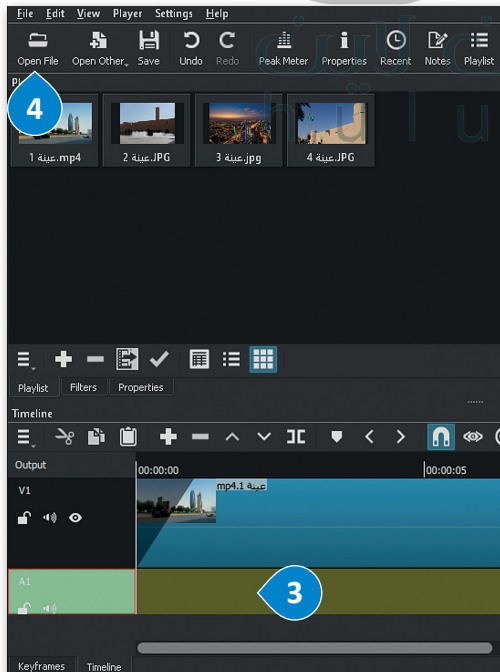 File Edit View Player Settings Help
Open File Open Other Save Undo Redo Peak Meter Properties Recent Notes Playlist
4
عينة 1.mp4 عينة 2.JPG عينة 3.jpg عينة 4.JPG
Playlist Filters Properties
Timeline
Output 00:00:00 00:00:05
V1 عينة 1.mp4
A1
3
Keyframes Timeline